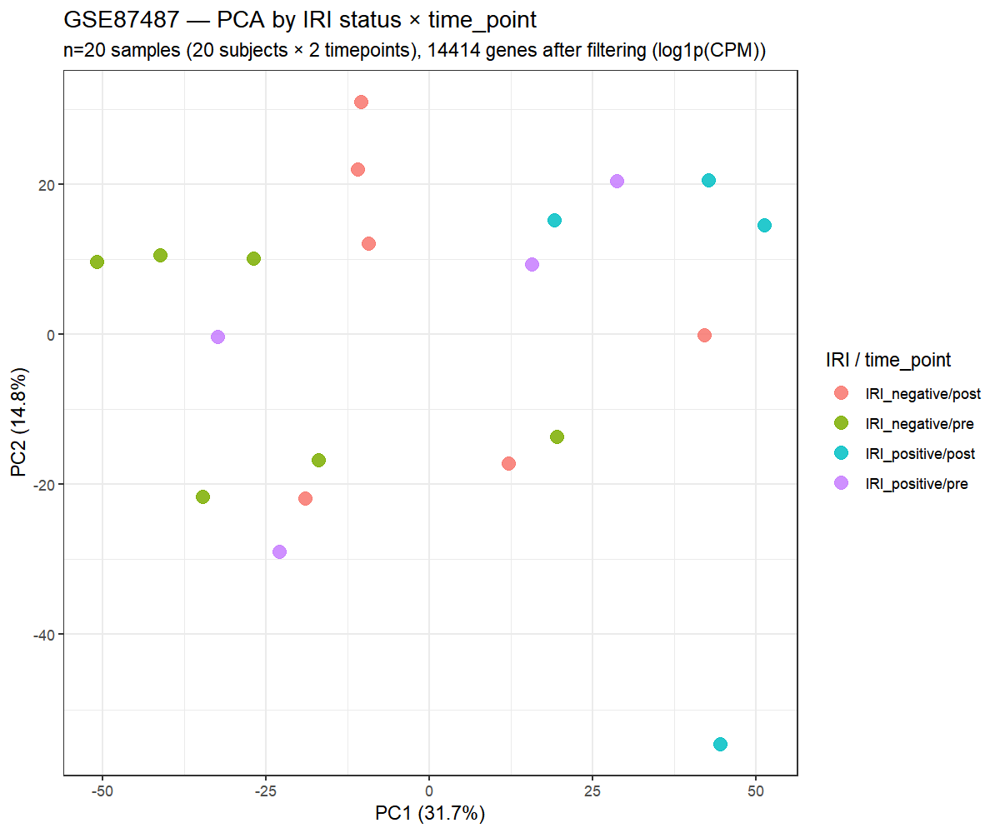 GSE87487 — PCA by IRI status × time_point
n=20 samples (20 subjects × 2 timepoints), 14414 genes after filtering (log1p(CPM))
PC2 (14.8%)
20
0
-20
-40
-50
-25
0
25
50
PC1 (31.7%)
IRI / time_point
IRI_negative/post
IRI_negative/pre
IRI_positive/post
IRI_positive/pre